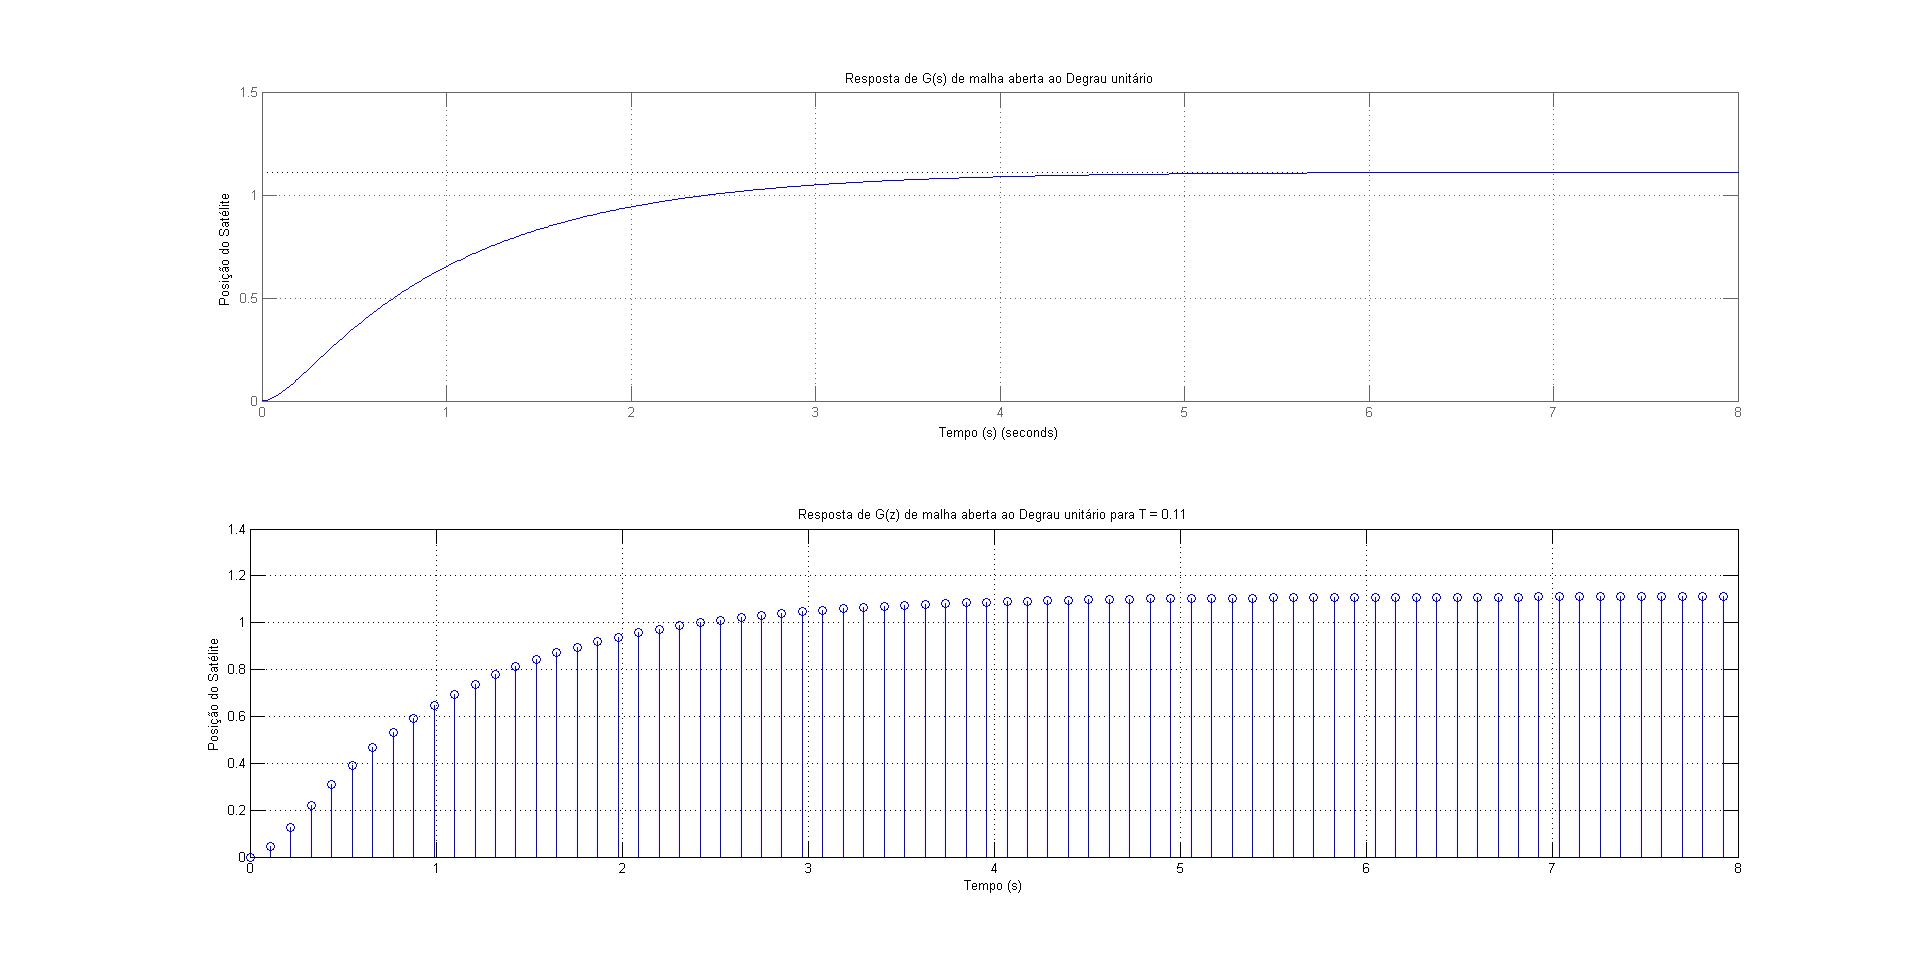 Resposta de G(s) de malha aberta ao Degrau unitário
1.5
1
0.5
0
Posição do Satélite
0 1 2 3 4 5 6 7 8
Tempo (s) (seconds)
Resposta de G(z) de malha aberta ao Degrau unitário para T = 0.11
1.4
1.2
1
0.8
0.6
0.4
0.2
0
Posição do Satélite
0 1 2 3 4 5 6 7 8
Tempo (s)